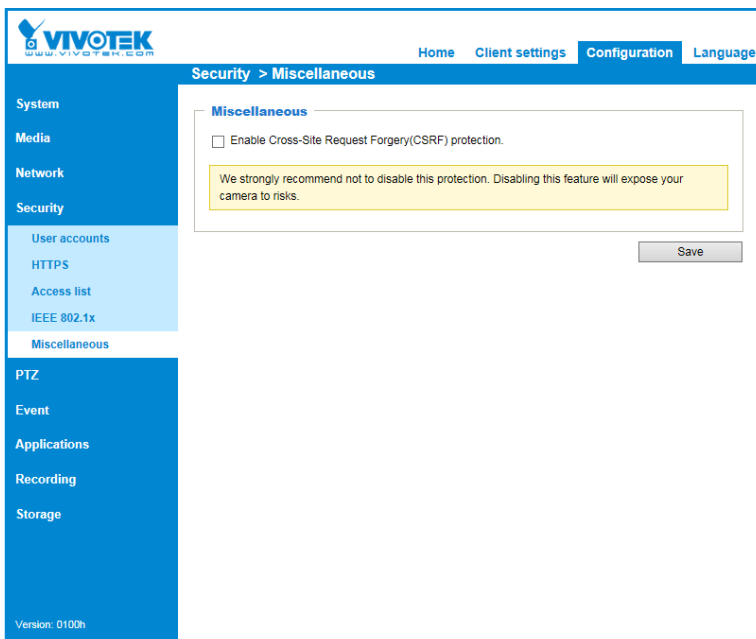 VIVOTEK
www.vivotek.com
Home Client settings Configuration Language
Security > Miscellaneous
System
Media
Network
Security
User accounts
HTTPS
Access list
IEEE 802.1x
Miscellaneous
PTZ
Event
Applications
Recording
Storage
Version: 0100h
Miscellaneous
Enable Cross-Site Request Forgery(CSRF) protection.
We strongly recommend not to disable this protection. Disabling this feature will expose your
camera to risks.
Save